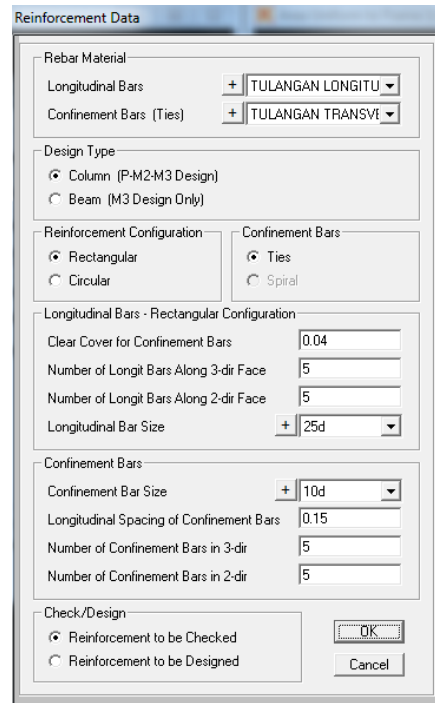 Reinforcement Data
Rebar Material
Longitudinal Bars + TULANGAN LONGITU
Confinement Bars (Ties) + TULANGAN TRANSVE
Design Type
Column (P-M2-M3 Design)
Beam (M3 Design Only)
Reinforcement Configuration Confinement Bars
Rectangular Ties
Circular Spiral
Longitudinal Bars - Rectangular Configuration
Clear Cover for Confinement Bars 0.04
Number of Longit Bars Along 3-dir Face 5
Number of Longit Bars Along 2-dir Face 5
Longitudinal Bar Size + 25d
Confinement Bars
Confinement Bar Size + 10d
Longitudinal Spacing of Confinement Bars 0.15
Number of Confinement Bars in 3-dir 5
Number of Confinement Bars in 2-dir 5
Check/Design
Reinforcement to be Checked OK
Reinforcement to be Designed Cancel